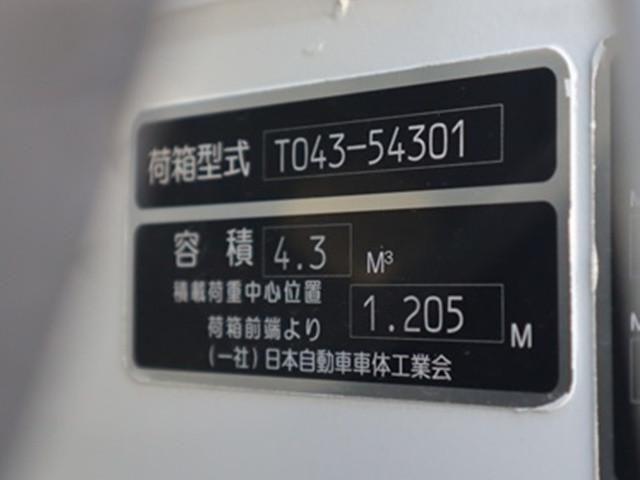 荷箱型式 T043-54301
容積 4.3 M³
積載荷重中心位置
荷箱前端より 1.205 M
(一社)日本自動車車体工業会